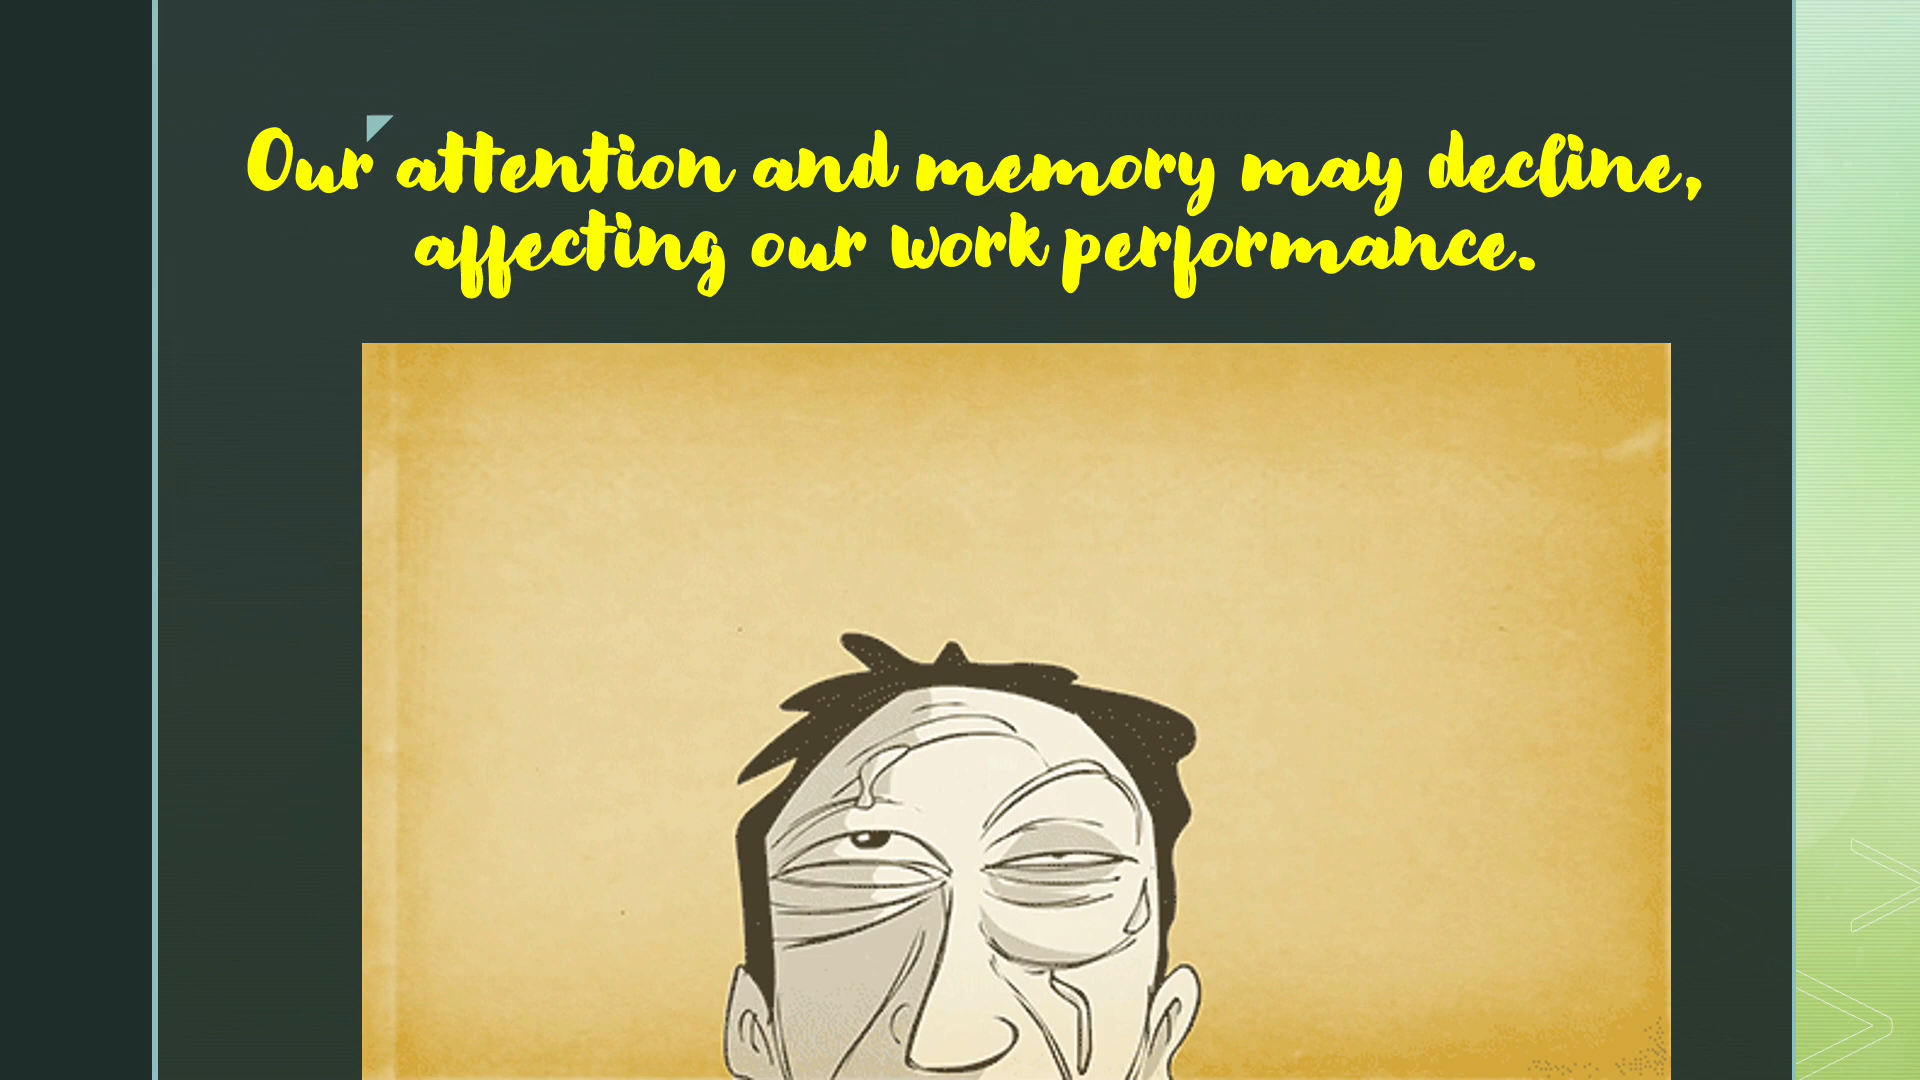 Our attention and memory may decline,
affecting our work performance.